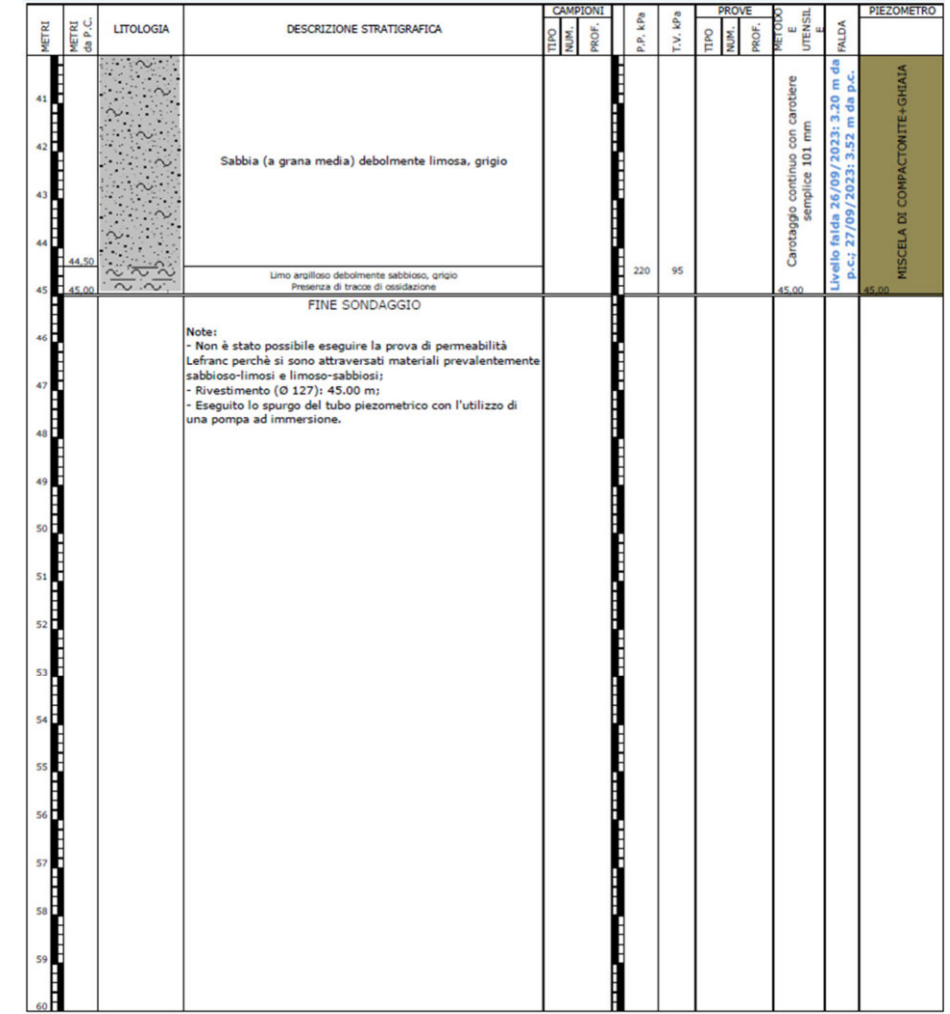 METRI
METRI
da P.C.
LITOLOGIA
DESCRIZIONE STRATIGRAFICA
CAMPIONI
TIPO
NUM.
PROF.
P.P. kPa
T.V. kPa
PROVE
TIPO
NUM.
PROF.
METODO
E
UTENSIL
E
FALDA
PIEZOMETRO
41
42
43
44
44,50
45
45,00
Sabbia (a grana media) debolmente limosa, grigio
Limo argilloso debolmente sabbioso, grigio
Presenza di tracce di ossidazione
220
95
Carotaggio continuo con carotiere
semplice 101 mm
45,00
Livello falda 26/09/2023: 3.20 m da
p.c.; 27/09/2023: 3.52 m da p.c.
MISCELA DI COMPACTONITE+GHIAIA
45,00
FINE SONDAGGIO
Note:
- Non è stato possibile eseguire la prova di permeabilità
Lefranc perchè si sono attraversati materiali prevalentemente
sabbioso-limosi e limoso-sabbiosi;
- Rivestimento (Ø 127): 45.00 m;
- Eseguito lo spurgo del tubo piezometrico con l'utilizzo di
una pompa ad immersione.
46
47
48
49
50
51
52
53
54
55
56
57
58
59
60